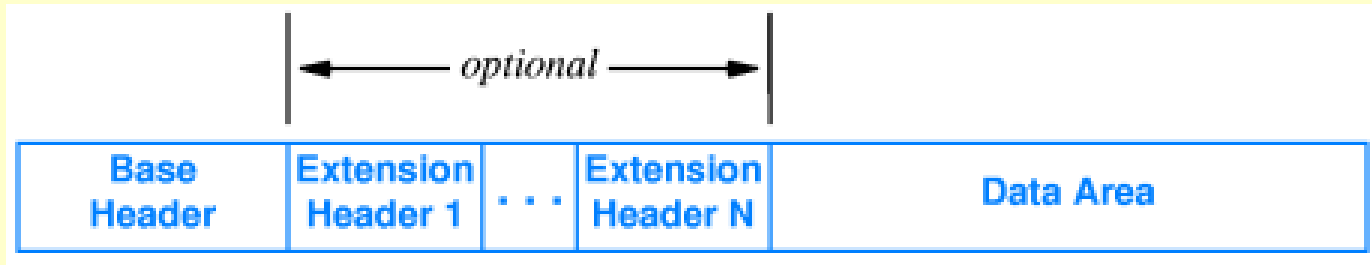 optional
Base Header
Extension Header 1
. . .
Extension Header N
Data Area